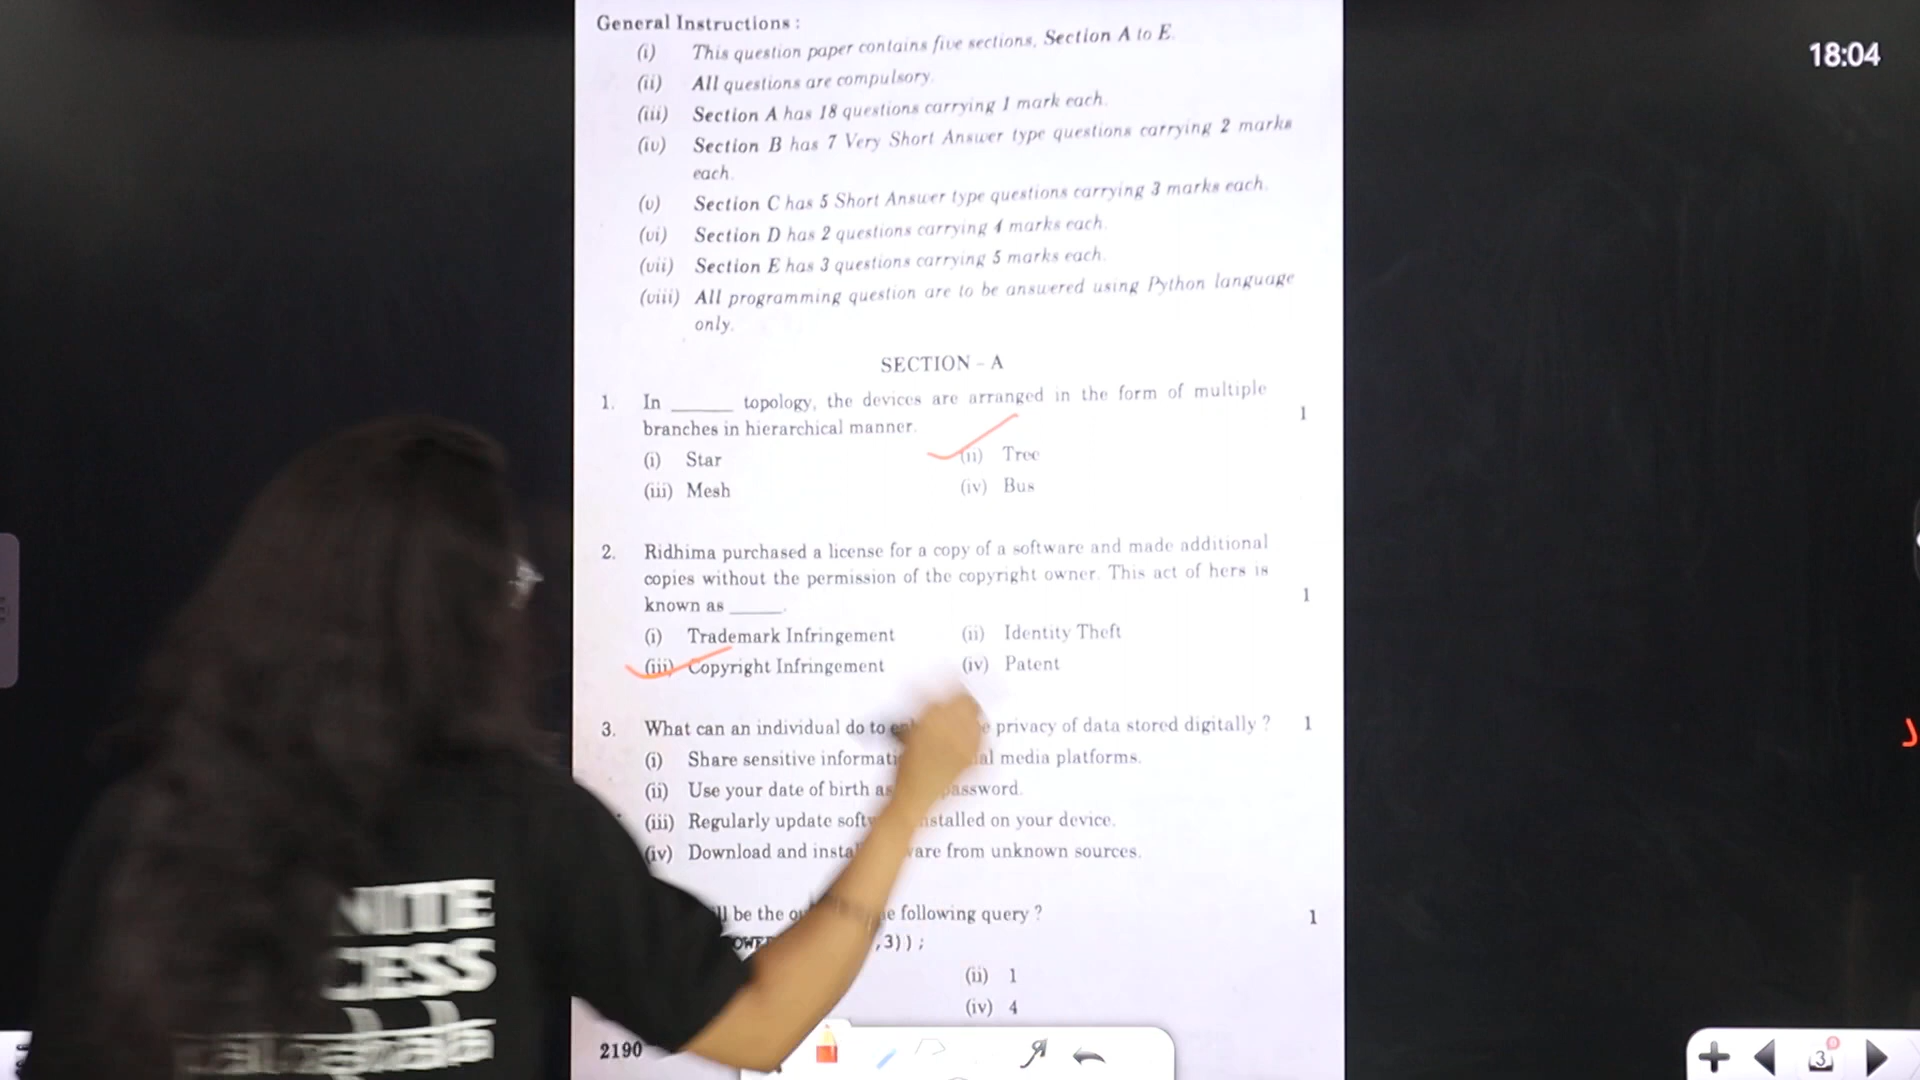 General Instructions :
18:04
(i) This question paper contains five sections, Section A to E.
(ii) All questions are compulsory.
(iii) Section A has 18 questions carrying 1 mark each.
(iv) Section B has 7 Very Short Answer type questions carrying 2 marks
each.
(v) Section C has 5 Short Answer type questions carrying 3 marks each.
(vi) Section D has 2 questions carrying 4 marks each.
(vii) Section E has 3 questions carrying 5 marks each.
(viii) All programming question are to be answered using Python language
only.
SECTION – A
1. In ______ topology, the devices are arranged in the form of multiple
branches in hierarchical manner. 1
(i) Star (ii) Tree
(iii) Mesh (iv) Bus
2. Ridhima purchased a license for a copy of a software and made additional
copies without the permission of the copyright owner. This act of hers is
known as _____. 1
(i) Trademark Infringement (ii) Identity Theft
(iii) Copyright Infringement (iv) Patent
3. What can an individual do to privacy of data stored digitally ? 1
(i) Share sensitive media platforms.
(ii) Use your date of birth as password.
(iii) Regularly update installed on your device.
(iv) Download and from unknown sources.
be the following query ? 1
,3)) ;
(ii) 1
(iv) 4
2190
3